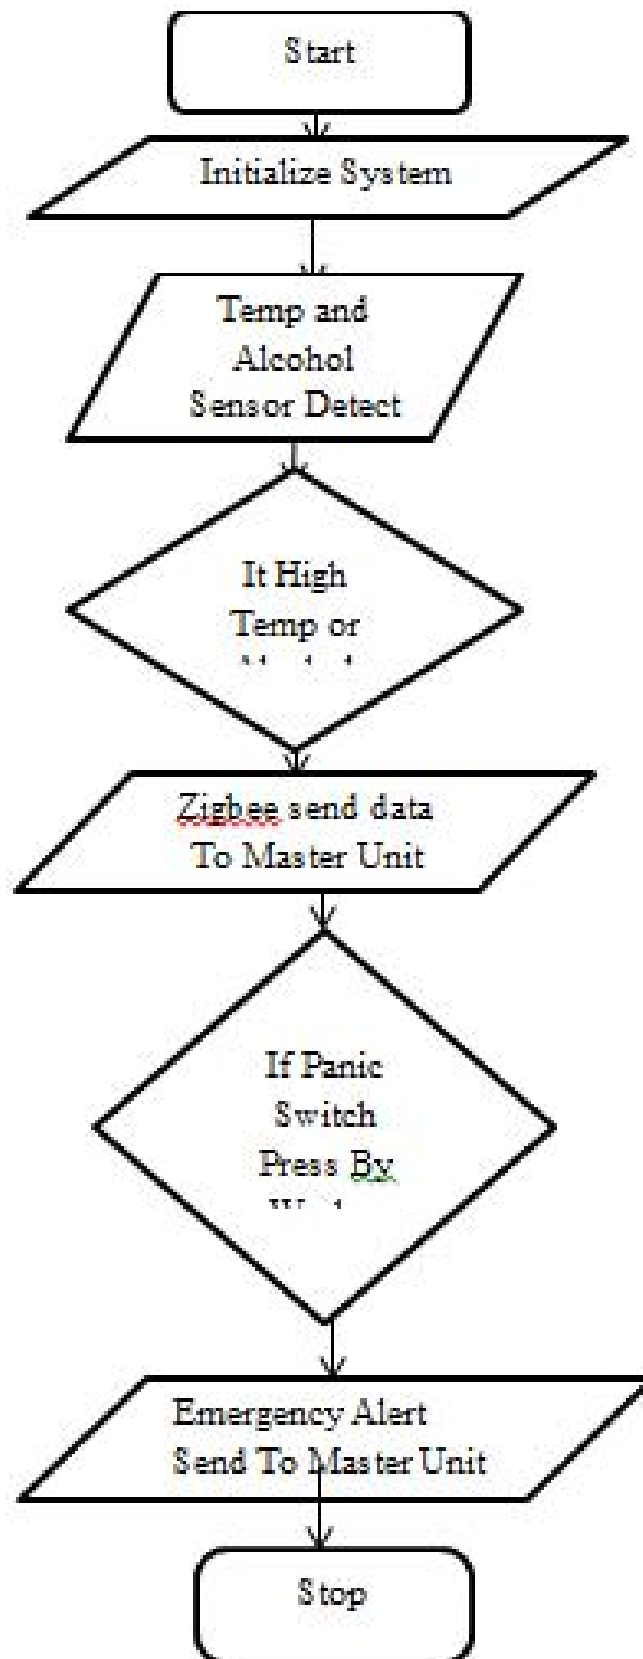 Start
Initialize System
Temp and
Alcohol
Sensor Detect
It High
Temp or
Zigbee send data
To Master Unit
If Panic
Switch
Press By
Emergency Alert
Send To Master Unit
Stop